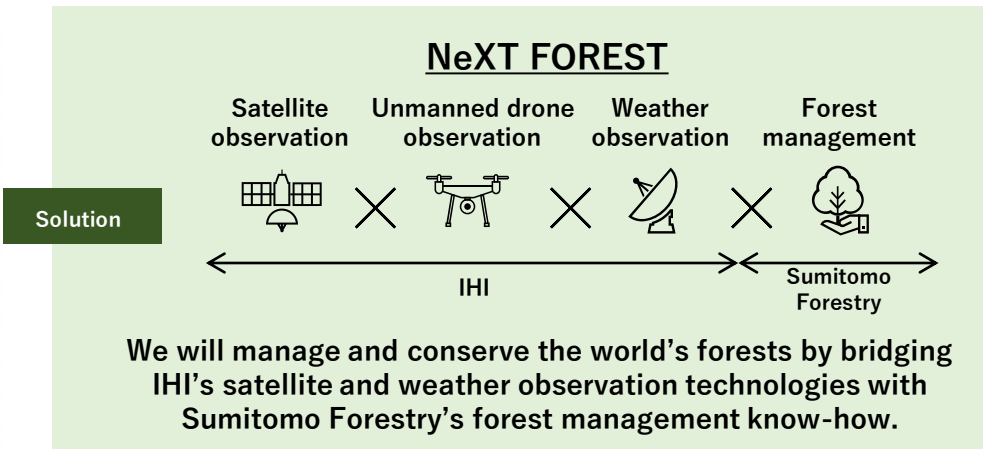 NeXT FOREST
Satellite
observation
Unmanned drone
observation
Weather
observation
Forest
management
Solution
IHI
Sumitomo
Forestry
We will manage and conserve the world's forests by bridging
IHI's satellite and weather observation technologies with
Sumitomo Forestry's forest management know-how.